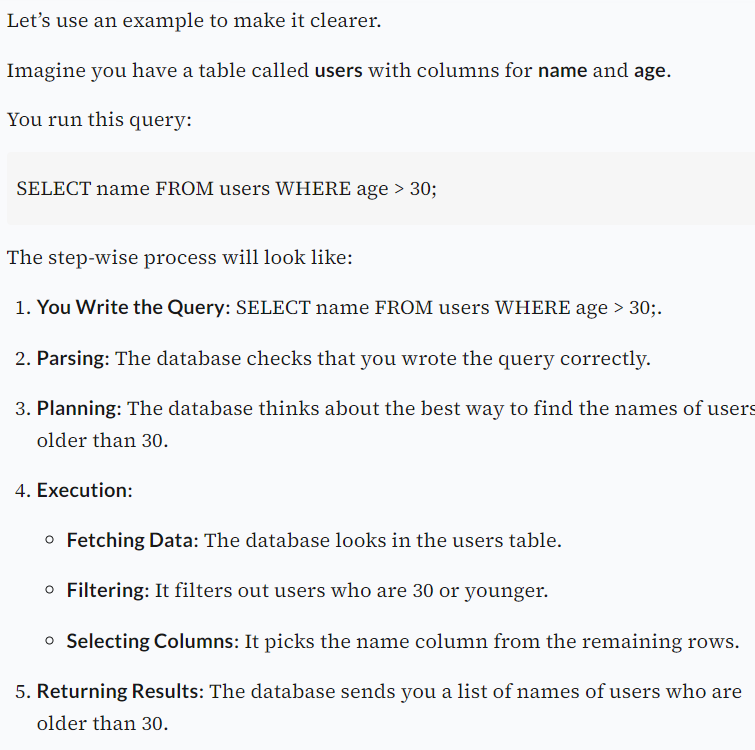 Let’s use an example to make it clearer.
Imagine you have a table called users with columns for name and age.
You run this query:
SELECT name FROM users WHERE age > 30;
The step-wise process will look like:
1. You Write the Query: SELECT name FROM users WHERE age > 30;.
2. Parsing: The database checks that you wrote the query correctly.
3. Planning: The database thinks about the best way to find the names of users
older than 30.
4. Execution:
○ Fetching Data: The database looks in the users table.
○ Filtering: It filters out users who are 30 or younger.
○ Selecting Columns: It picks the name column from the remaining rows.
5. Returning Results: The database sends you a list of names of users who are
older than 30.